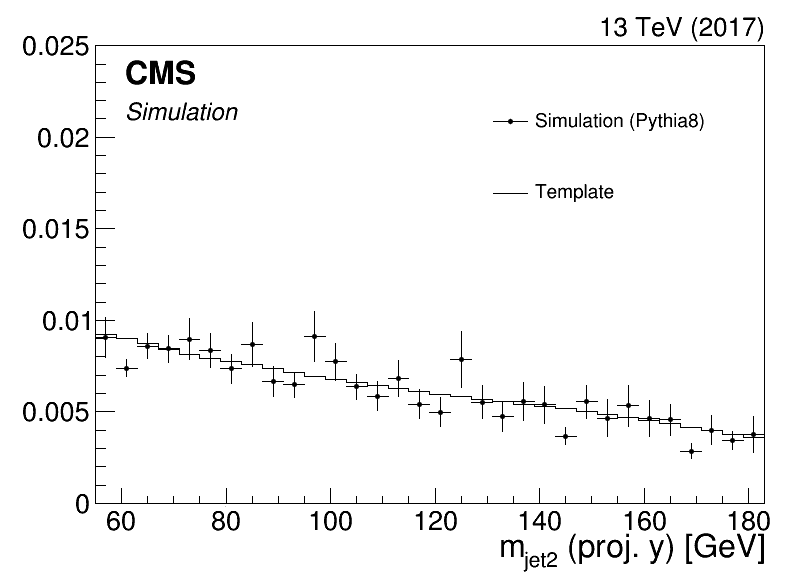 13 TeV (2017)
0.025
CMS
Simulation
Simulation (Pythia8)
0.02
Template
0.015
0.01
0.005
0
60 80 100 120 140 160 180
m_jet2 (proj. y) [GeV]